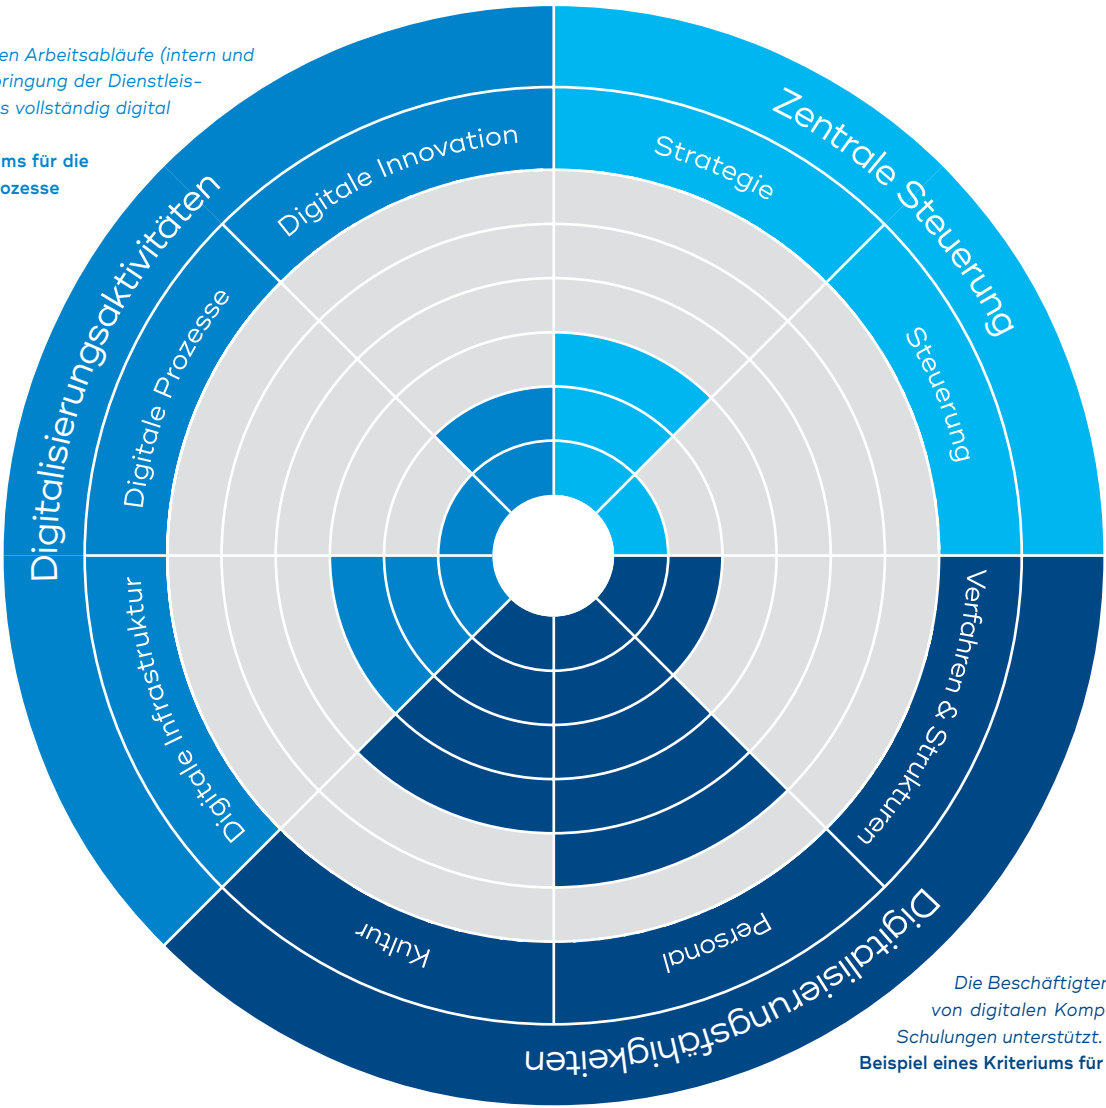 en Arbeitsabläufe (intern und
ringung der Dienstleis-
s vollständig digital
ms für die
ozesse
Zentrale Steuerung
Strategie
Steuerung
Digitalisierungsaktivitäten
Digitale Innovation
Digitale Prozesse
Digitale Infrastruktur
Digitalisierungsfähigkeiten
Verfahren & Strukturen
Personal
Kultur
Die Beschäftigten
von digitalen Komp
Schulungen unterstützt.
Beispiel eines Kriteriums für